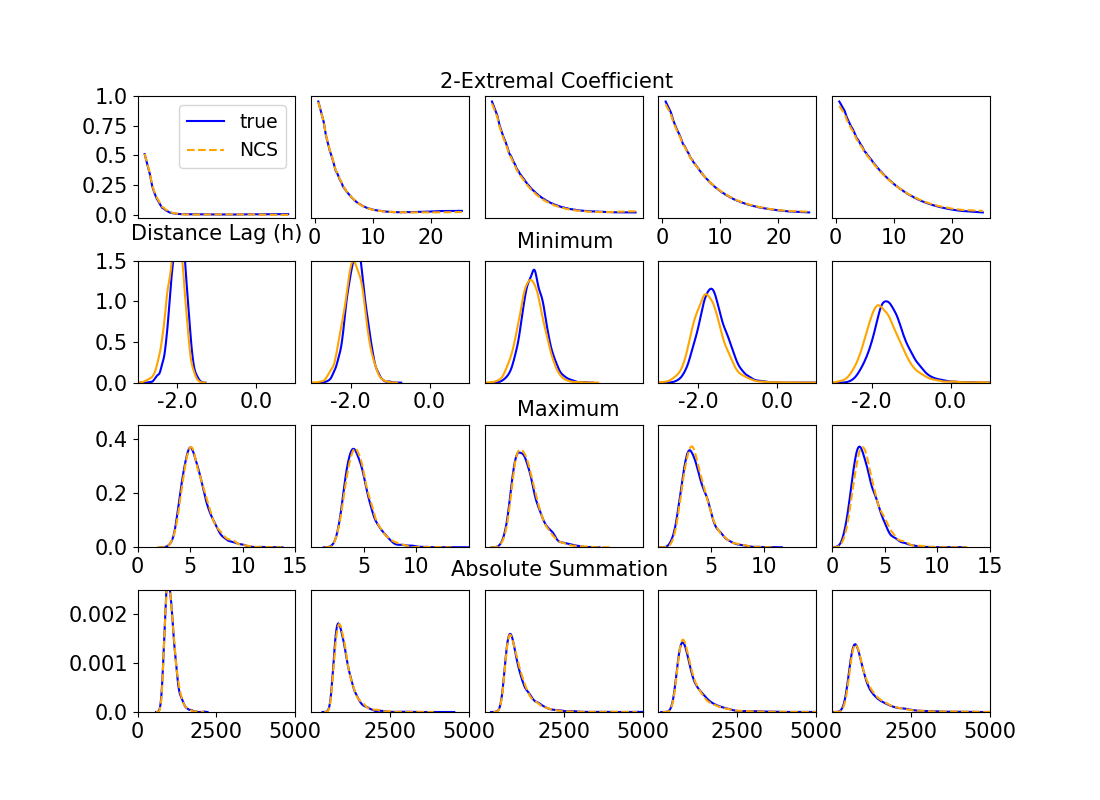 2-Extremal Coefficient
1.0
0.75
0.5
0.25
0.0
true
NCS
Distance Lag (h)
0 10 20
0 10 20
0 10 20
Minimum
1.5
1.0
0.5
0.0
-2.0 0.0
-2.0 0.0
-2.0 0.0
-2.0 0.0
Maximum
0.4
0.2
0.0
0 5 10 15
5 10
5 10
0 5 10 15
Absolute Summation
0.002
0.001
0.0
0 2500 5000
2500 5000
2500 5000
2500 5000
2500 5000